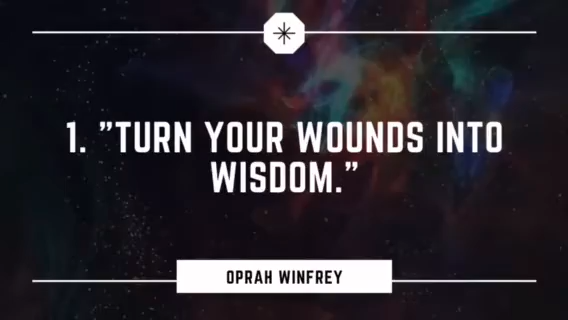 1. ”TURN YOUR WOUNDS INTO
WISDOM.”
OPRAH WINFREY